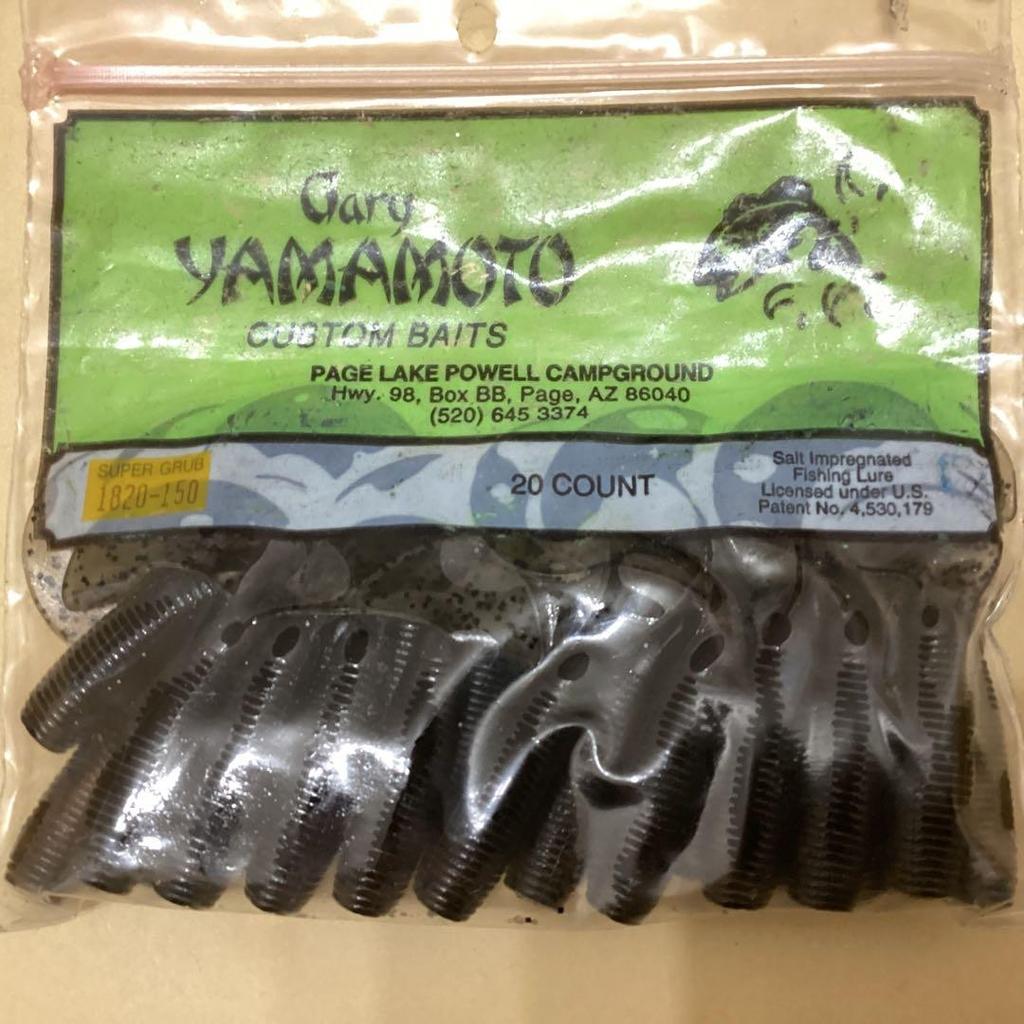 Gary
YAMAMOTO
CUSTOM BAITS
PAGE LAKE POWELL CAMPGROUND
Hwy. 98, Box BB, Page, AZ 86040
(520) 645 3374
SUPER GRUB
1820-150
20 COUNT
Salt Impregnated
Fishing Lure
Licensed under U.S.
Patent No. 4,530,179